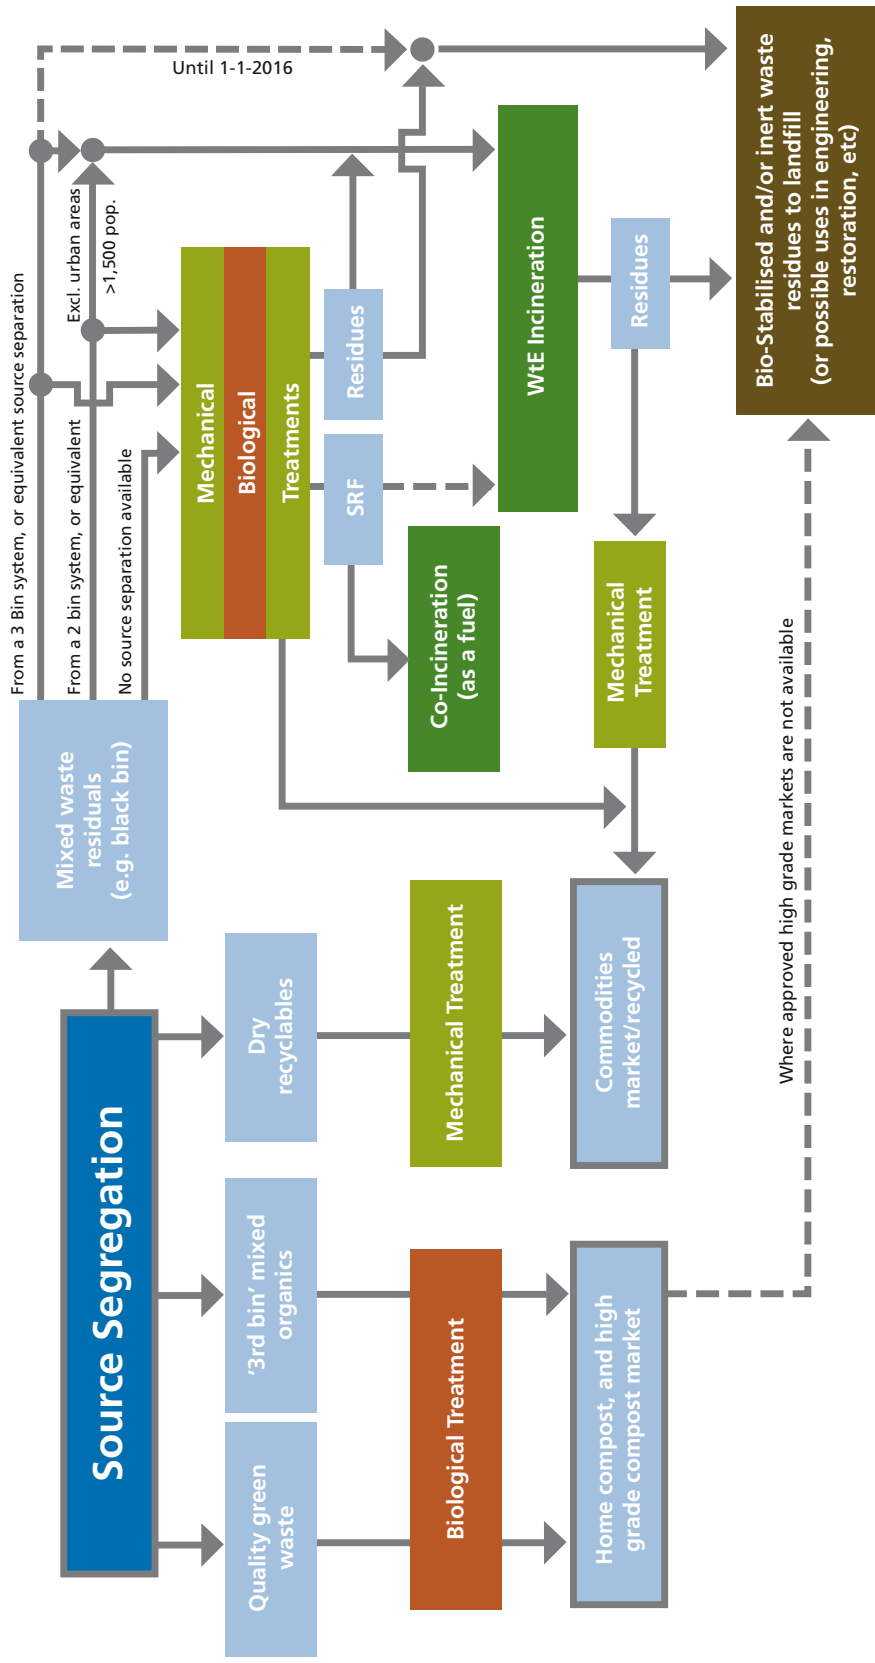 Source Segregation
Quality green
waste
‘3rd bin’ mixed
organics
Dry
recyclables
Mixed waste
residuals
(e.g. black bin)
From a 3 Bin system, or equivalent source separation
From a 2 bin system, or equivalent
No source separation available
Excl. urban areas
>1,500 pop.
Until 1-1-2016
Biological Treatment
Mechanical Treatment
Mechanical
Biological
Treatments
SRF
Residues
Home compost, and high
grade compost market
Commodities
market/recycled
Co-Incineration
(as a fuel)
WtE Incineration
Mechanical
Treatment
Residues
Where approved high grade markets are not available
Bio-Stabilised and/or inert waste
residues to landfill
(or possible uses in engineering,
restoration, etc)